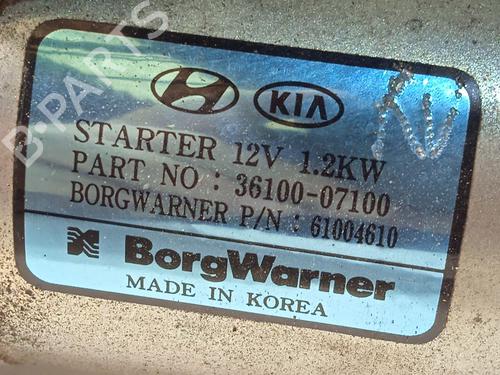 B-PARTS
KIA
STARTER 12V 1.2KW
PART NO : 36100-07100
BORGWARNER P/N : 61004610
BorgWarner
MADE IN KOREA